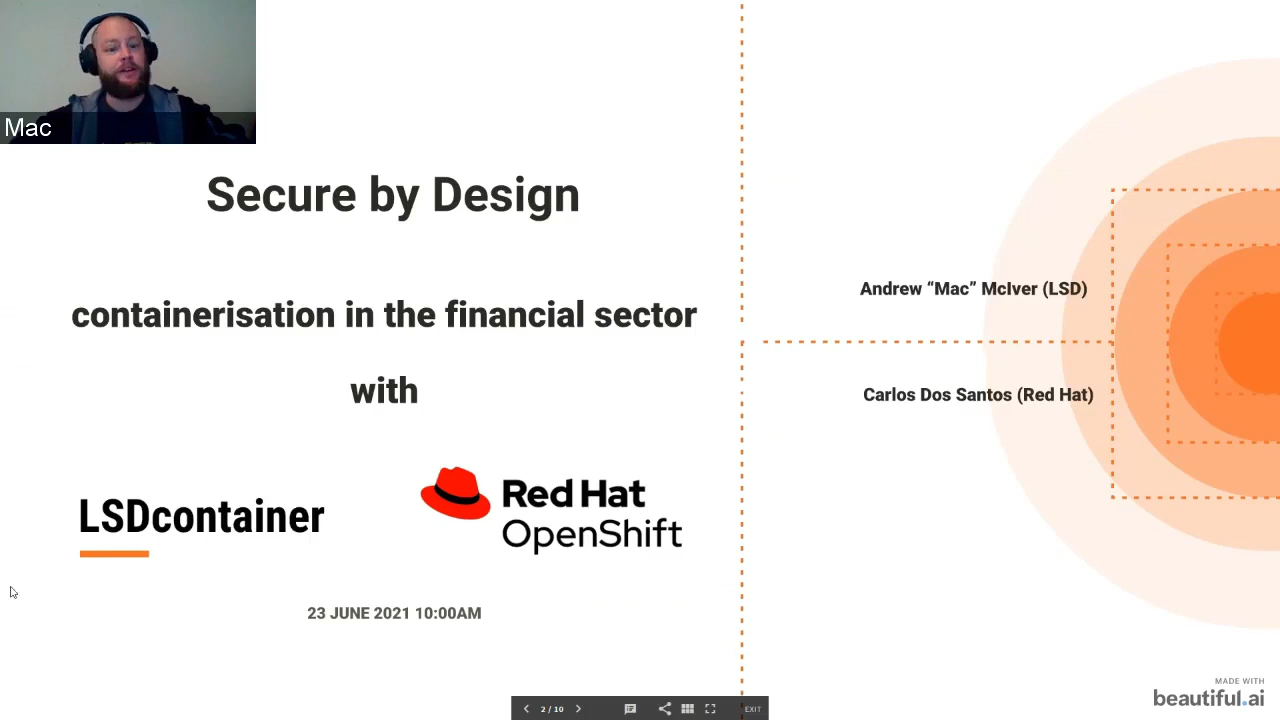 Mac
Secure by Design
containerisation in the financial sector
with
LSDcontainer
Red Hat
OpenShift
23 JUNE 2021 10:00AM
Andrew “Mac” McIver (LSD)
Carlos Dos Santos (Red Hat)
MADE WITH
beautiful.ai
2 / 10
EXIT